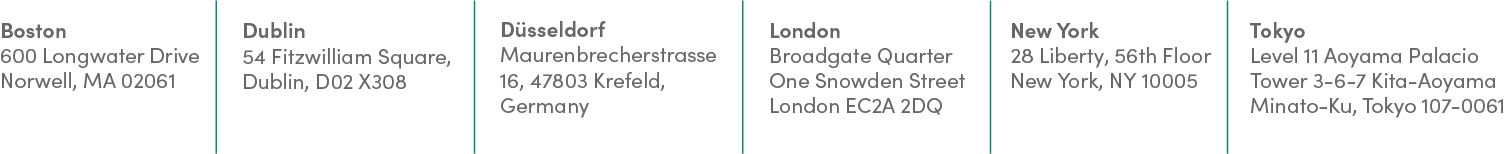 Boston
600 Longwater Drive
Norwell, MA 02061
Dublin
54 Fitzwilliam Square,
Dublin, D02 X308
Düsseldorf
Maurenbrecherstrasse
16, 47803 Krefeld,
Germany
London
Broadgate Quarter
One Snowden Street
London EC2A 2DQ
New York
28 Liberty, 56th Floor
New York, NY 10005
Tokyo
Level 11 Aoyama Palacio
Tower 3-6-7 Kita-Aoyama
Minato-Ku, Tokyo 107-0061